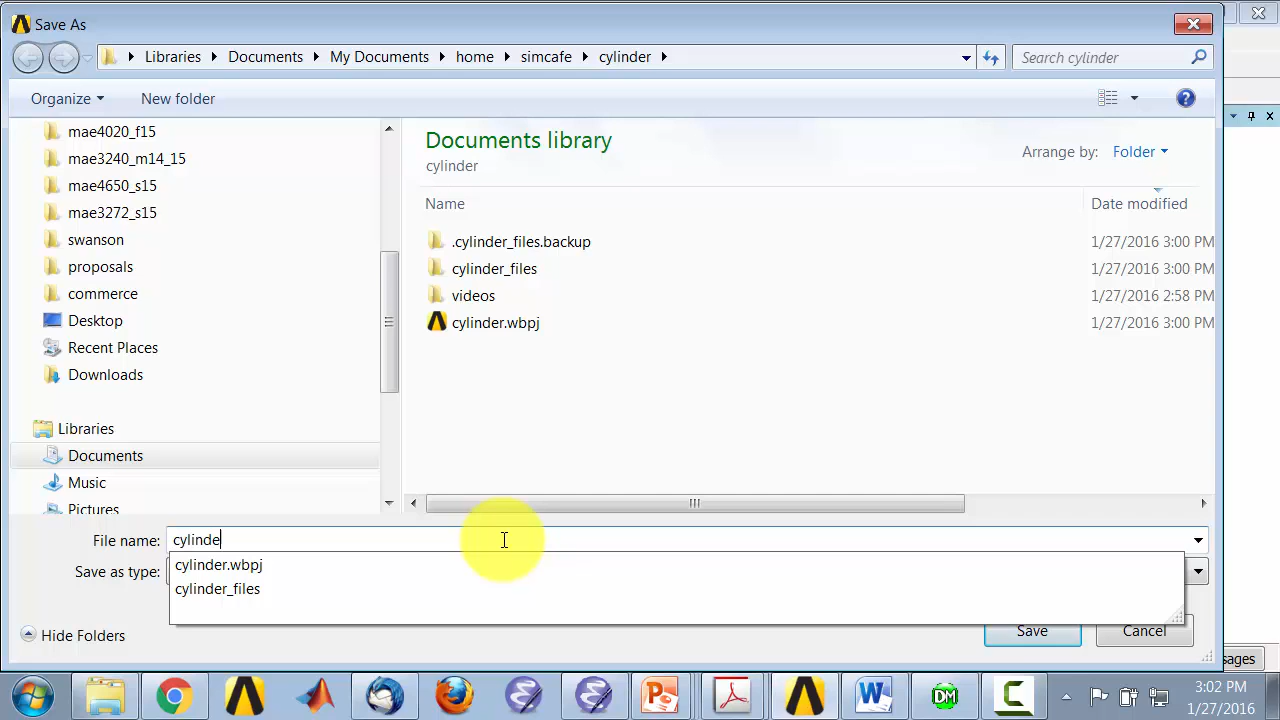 Save As
Libraries Documents My Documents home simcafe cylinder
Search cylinder
Organize New folder
mae4020_f15
mae3240_m14_15
mae4650_s15
mae3272_s15
swanson
proposals
commerce
Desktop
Recent Places
Downloads
Libraries
Documents
Music
Pictures
Documents library
cylinder
Arrange by: Folder
Name Date modified
.cylinder_files.backup 1/27/2016 3:00 PM
cylinder_files 1/27/2016 3:00 PM
videos 1/27/2016 2:58 PM
cylinder.wbpj 1/27/2016 3:00 PM
File name: cylinde
cylinder.wbpj
Save as type:
cylinder_files
Hide Folders
Save Cancel
sages
3:02 PM
1/27/2016
DM